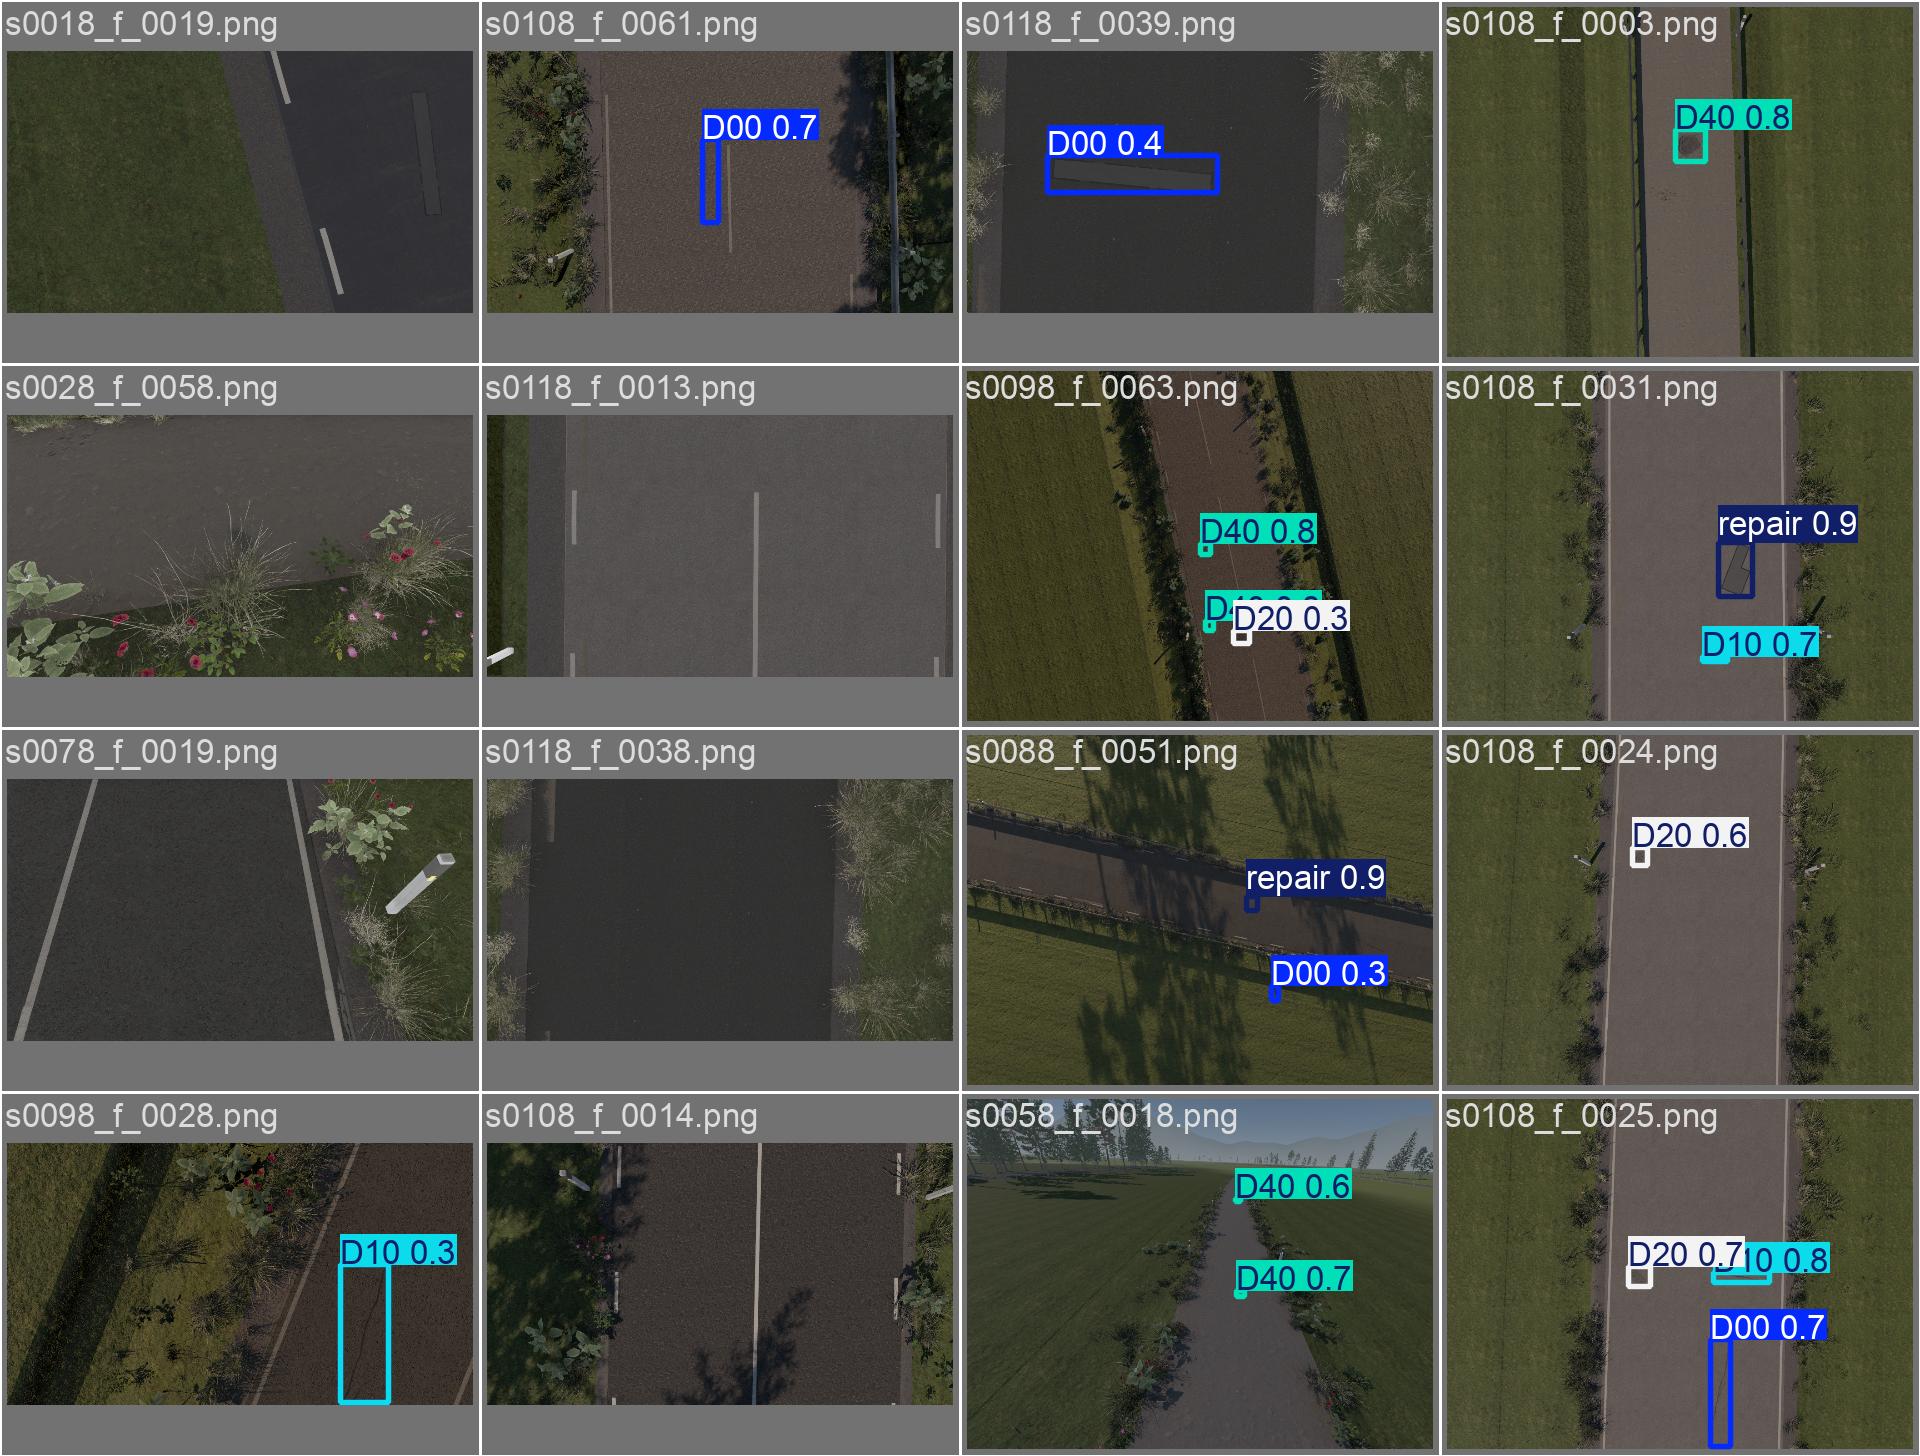 s0018_f_0019.png
s0108_f_0061.png
D00 0.7
s0118_f_0039.png
D00 0.4
s0108_f_0003.png
D40 0.8
s0028_f_0058.png
s0118_f_0013.png
s0098_f_0063.png
D40 0.8
D20 0.3
s0108_f_0031.png
repair 0.9
D10 0.7
s0078_f_0019.png
s0118_f_0038.png
s0088_f_0051.png
repair 0.9
D00 0.3
s0108_f_0024.png
D20 0.6
s0098_f_0028.png
D10 0.3
s0108_f_0014.png
s0058_f_0018.png
D40 0.6
D40 0.7
s0108_f_0025.png
D20 0.7
10 0.8
D00 0.7